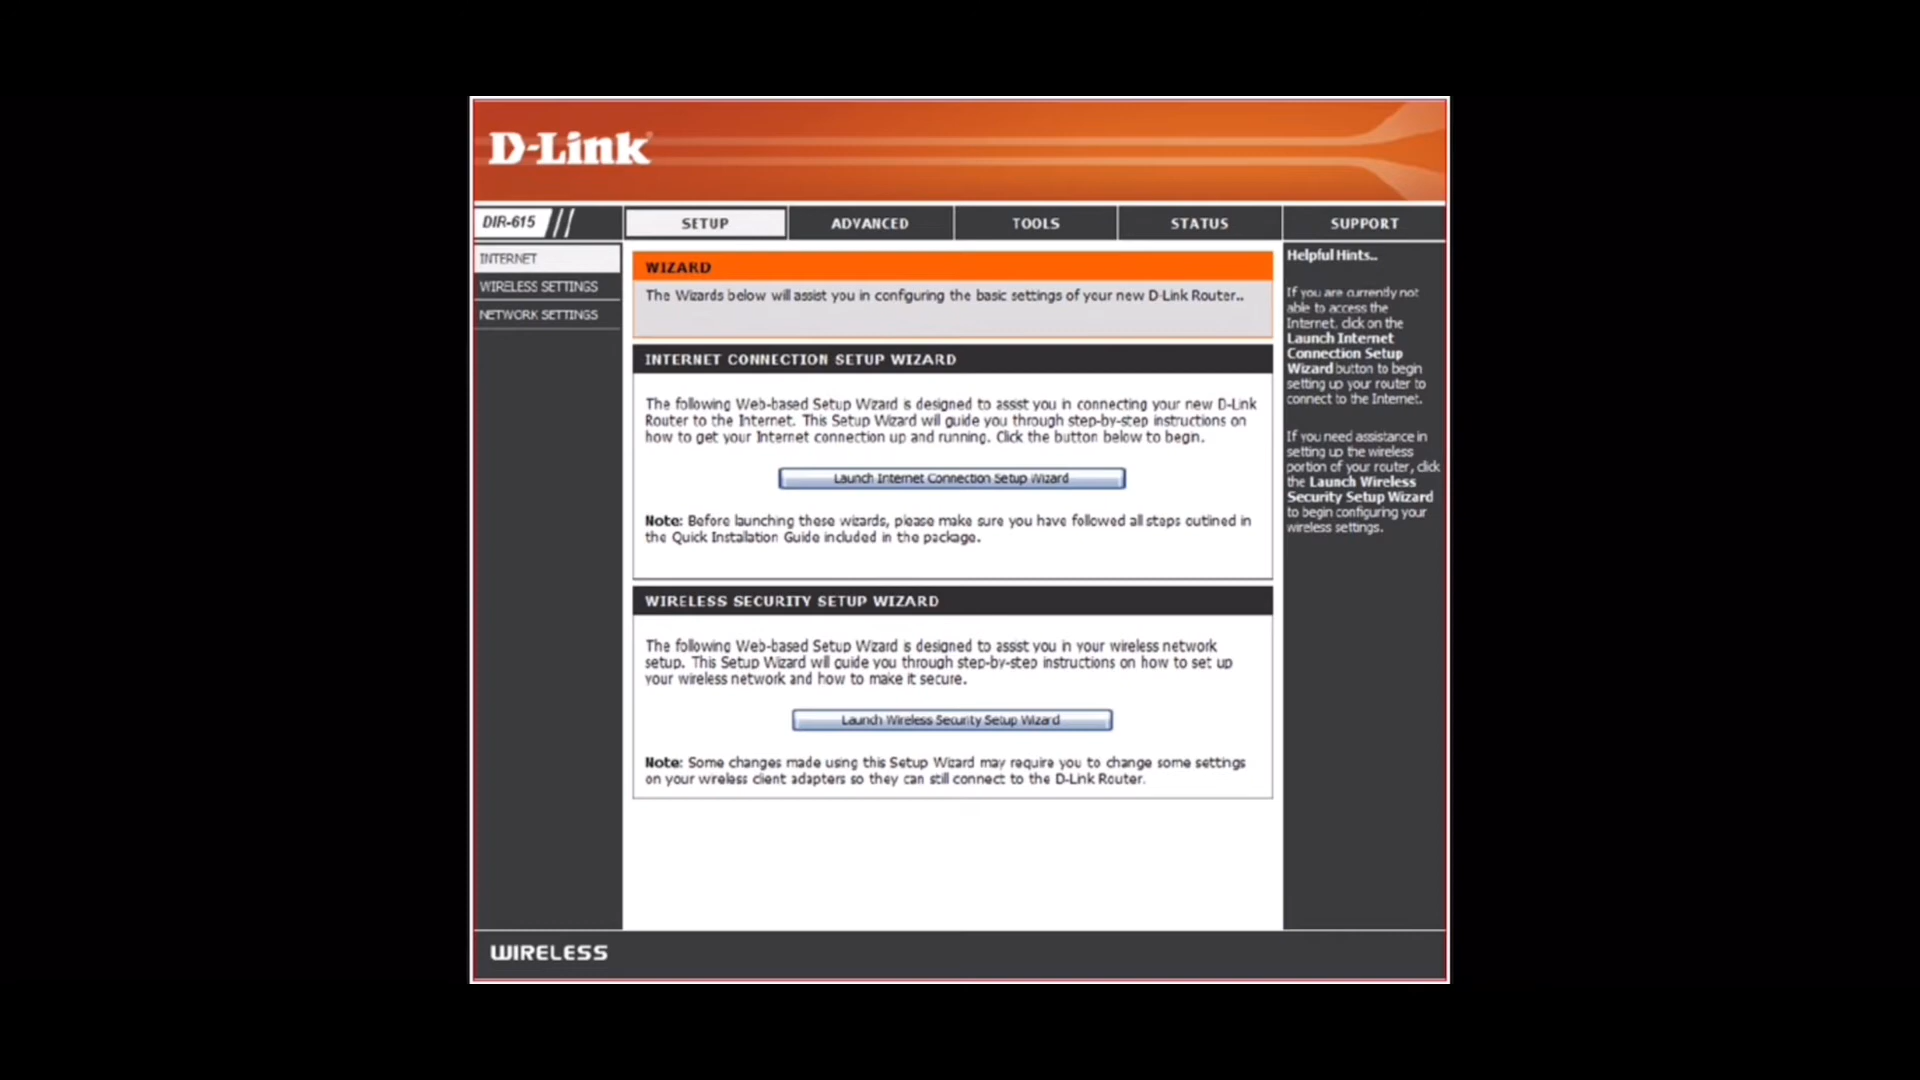 D-Link
DIR-615
SETUP
ADVANCED
TOOLS
STATUS
SUPPORT
INTERNET
WIRELESS SETTINGS
NETWORK SETTINGS
WIZARD
The Wizards below will assist you in configuring the basic settings of your new D-Link Router..
INTERNET CONNECTION SETUP WIZARD
The following Web-based Setup Wizard is designed to assist you in connecting your new D-Link
Router to the Internet. This Setup Wizard will guide you through step-by-step instructions on
how to get your Internet connection up and running. Click the button below to begin.
Launch Internet Connection Setup Wizard
Note: Before launching these wizards, please make sure you have followed all steps outlined in
the Quick Installation Guide included in the package.
WIRELESS SECURITY SETUP WIZARD
The following Web-based Setup Wizard is designed to assist you in your wireless network
setup. This Setup Wizard will guide you through step-by-step instructions on how to set up
your wireless network and how to make it secure.
Launch Wireless Security Setup Wizard
Note: Some changes made using this Setup Wizard may require you to change some settings
on your wireless client adapters so they can still connect to the D-Link Router.
Helpful Hints..
If you are currently not
able to access the
Internet, click on the
Launch Internet
Connection Setup
Wizard button to begin
setting up your router to
connect to the Internet.
If you need assistance in
setting up the wireless
portion of your router, click
the Launch Wireless
Security Setup Wizard
to begin configuring your
wireless settings.
WIRELESS